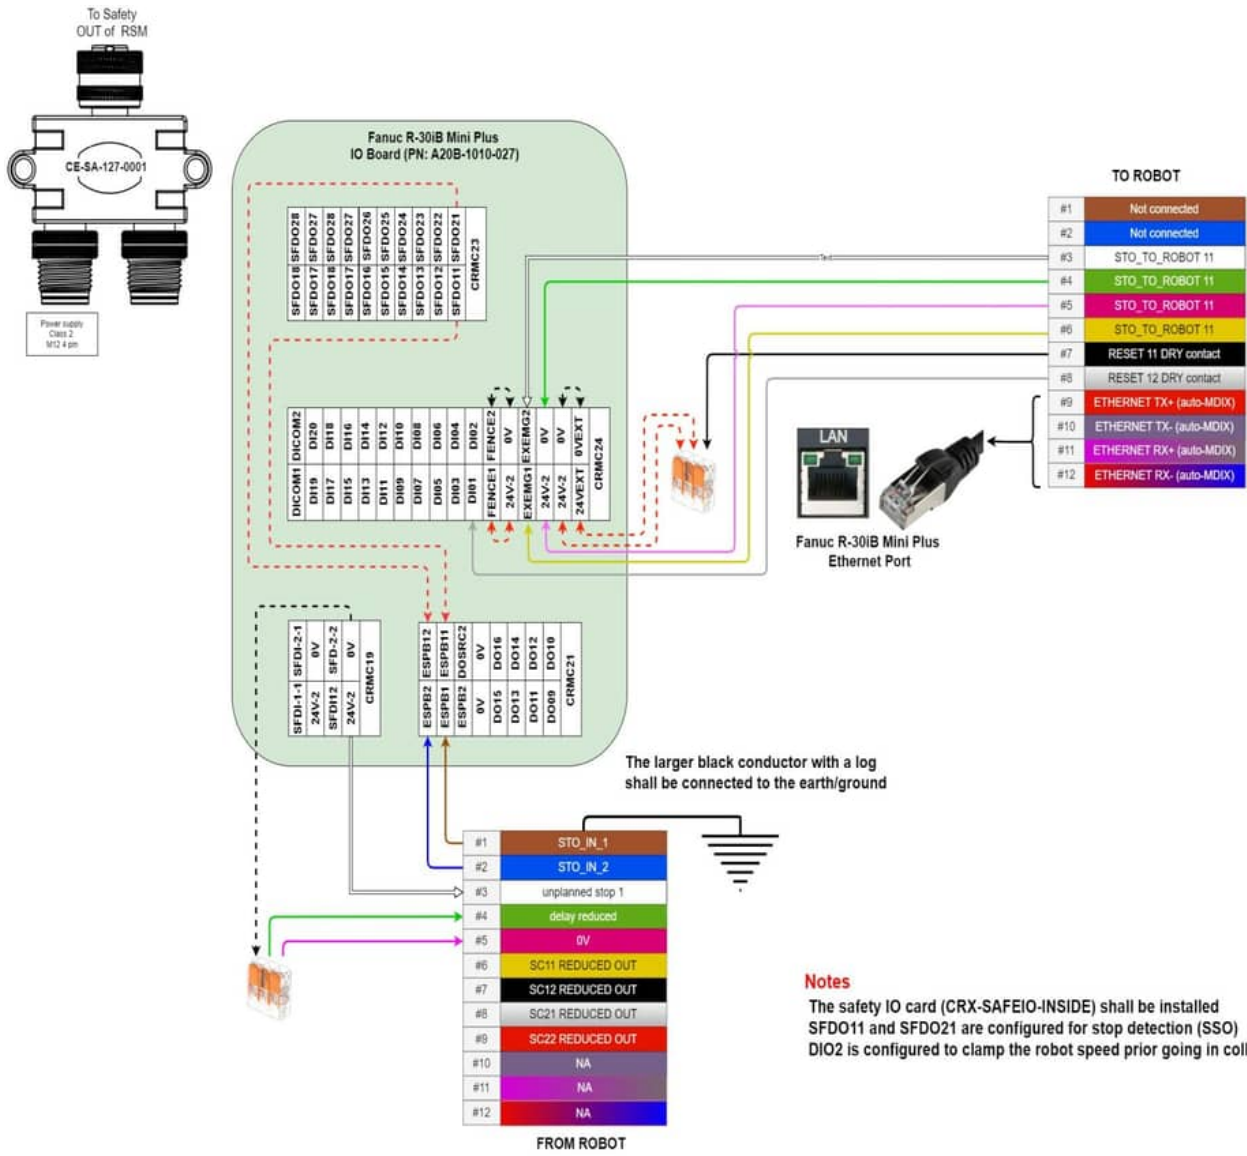 To Safety
OUT of RSM
CE-SA-127-0001
Power supply
Class 2
M12 4 pin
Fanuc R-30iB Mini Plus
IO Board (PN: A20B-1010-027)
SFDO18 SFDO28
SFDO17 SFDO27
SFDO18 SFDO28
SFDO17 SFDO27
SFDO16 SFDO26
SFDO15 SFDO25
SFDO14 SFDO24
SFDO13 SFDO23
SFDO12 SFDO22
SFDO11 SFDO21
CRMC23
DICOM1 DICOM2
DI19 DI20
DI17 DI18
DI15 DI16
DI13 DI14
DI11 DI12
DI09 DI10
DI07 DI08
DI05 DI06
DI03 DI04
DI01 DI02
FENCE1 FENCE2
24V-2 0V
EXEMG1 EXEMG2
24V-2 0V
24V-2 0V
24VEXT 0VEXT
CRMC24
SFDI-1-1 SFDI-2-1
24V-2 0V
SFDI12 SFD-2-2
24V-2 0V
CRMC19
ESPB2 ESPB12
ESPB1 ESPB11
ESPB2 DOSRC2
0V 0V
DO15 DO16
DO13 DO14
DO11 DO12
DO09 DO10
CRMC21
TO ROBOT
#1 Not connected
#2 Not connected
#3 STO_TO_ROBOT 11
#4 STO_TO_ROBOT 11
#5 STO_TO_ROBOT 11
#6 STO_TO_ROBOT 11
#7 RESET 11 DRY contact
#8 RESET 12 DRY contact
#9 ETHERNET TX+ (auto-MDIX)
#10 ETHERNET TX- (auto-MDIX)
#11 ETHERNET RX+ (auto-MDIX)
#12 ETHERNET RX- (auto-MDIX)
Text
LAN
Fanuc R-30iB Mini Plus
Ethernet Port
The larger black conductor with a log
shall be connected to the earth/ground
#1 STO_IN_1
#2 STO_IN_2
#3 unplanned stop 1
#4 delay reduced
#5 0V
#6 SC11 REDUCED OUT
#7 SC12 REDUCED OUT
#8 SC21 REDUCED OUT
#9 SC22 REDUCED OUT
#10 NA
#11 NA
#12 NA
FROM ROBOT
Notes
The safety IO card (CRX-SAFEIO-INSIDE) shall be installed
SFDO11 and SFDO21 are configured for stop detection (SSO)
DIO2 is configured to clamp the robot speed prior going in coll